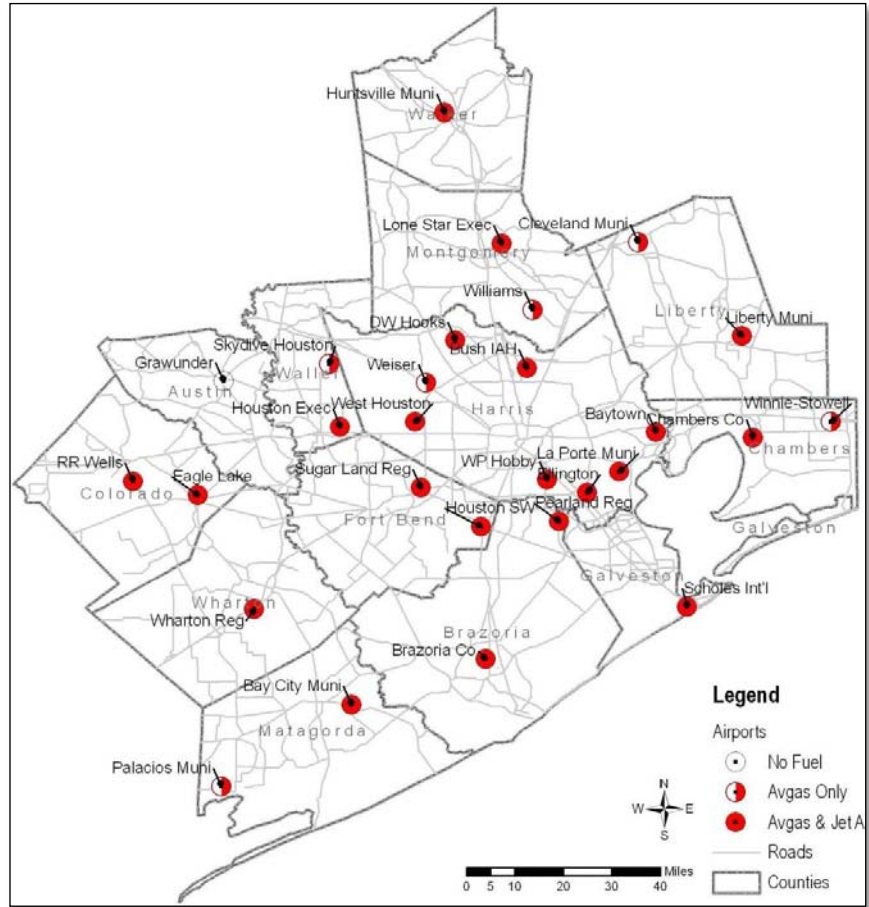 Huntsville Muni
Walker
Lone Star Exec
Cleveland Muni
Montgomery
Williams
Liberty
DW Hooks
Liberty Muni
Skydive Houston
Bush IAH
Grawunder
Weiser
Waller
Austin
Houston Exec
West Houston
Harris
Winnie-Stowell
Baytown
Chambers Co
Chambers
RR Wells
Eagle Lake
Colorado
Sugar Land Reg
WP Hobby
La Porte Muni
Ellington
Houston SW
Pearland Reg
Fort Bend
Galveston
Galveston
Scholes Int'l
Wharton
Wharton Reg
Brazoria
Brazoria Co
Bay City Muni
Matagorda
Palacios Muni
Legend
Airports
No Fuel
Avgas Only
Avgas & Jet A
Roads
Counties
N
W E
S
Miles
0 5 10 20 30 40